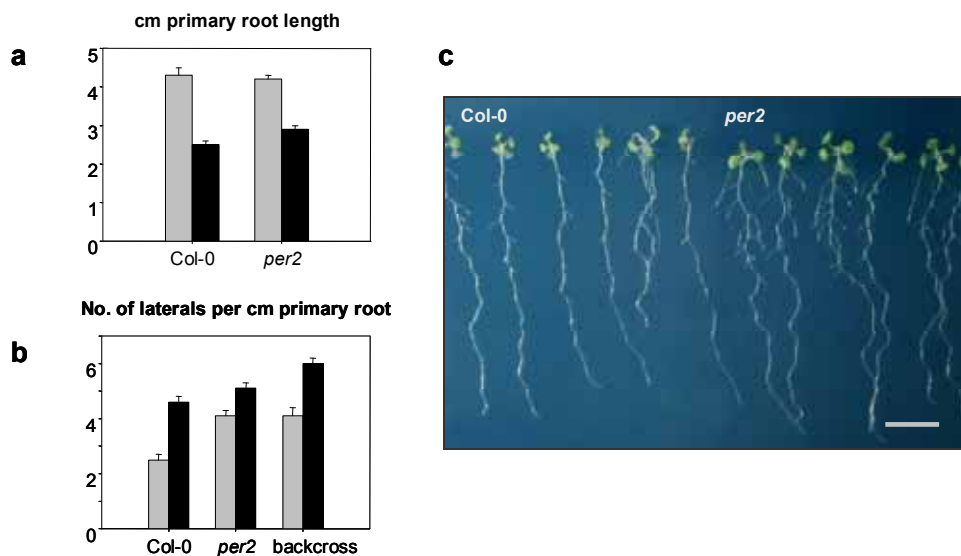 cm primary root length
a
5
4
3
2
1
0
Col-0 per2
No. of laterals per cm primary root
b
6
4
2
0
Col-0 per2 backcross
c
Col-0 per2